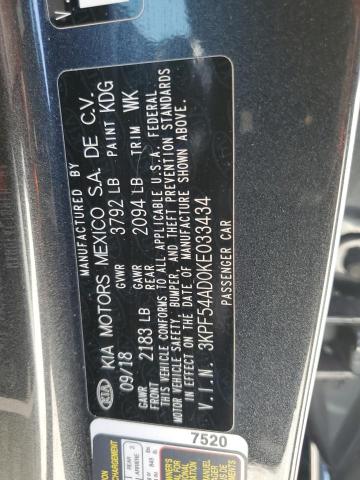 MANUFACTURED BY
KIA MOTORS MEXICO S.A. DE C.V.
09/18 GVWR 3792 LB PAINT KDG
GAWR FRONT 2183 LB GAWR REAR 2094 LB TRIM WK
THIS VEHICLE CONFORMS TO ALL APPLICABLE U.S.A. FEDERAL
MOTOR VEHICLE SAFETY, BUMPER, AND THEFT PREVENTION STANDARDS
IN EFFECT ON THE DATE OF MANUFACTURE SHOWN ABOVE.
V.I.N. 3KPF54AD0KE033434
PASSENGER CAR
KIA
7520